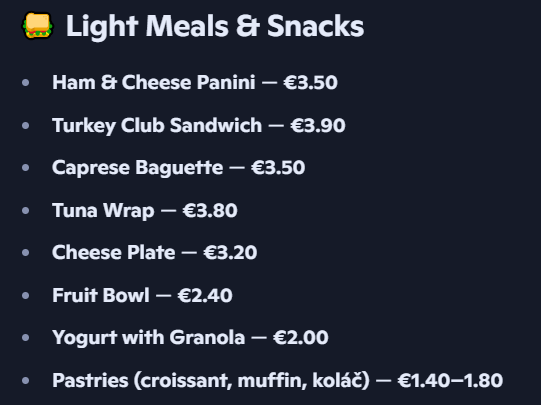 🥪 Light Meals & Snacks
• Ham & Cheese Panini — €3.50
• Turkey Club Sandwich — €3.90
• Caprese Baguette — €3.50
• Tuna Wrap — €3.80
• Cheese Plate — €3.20
• Fruit Bowl — €2.40
• Yogurt with Granola — €2.00
• Pastries (croissant, muffin, koláč) — €1.40–1.80